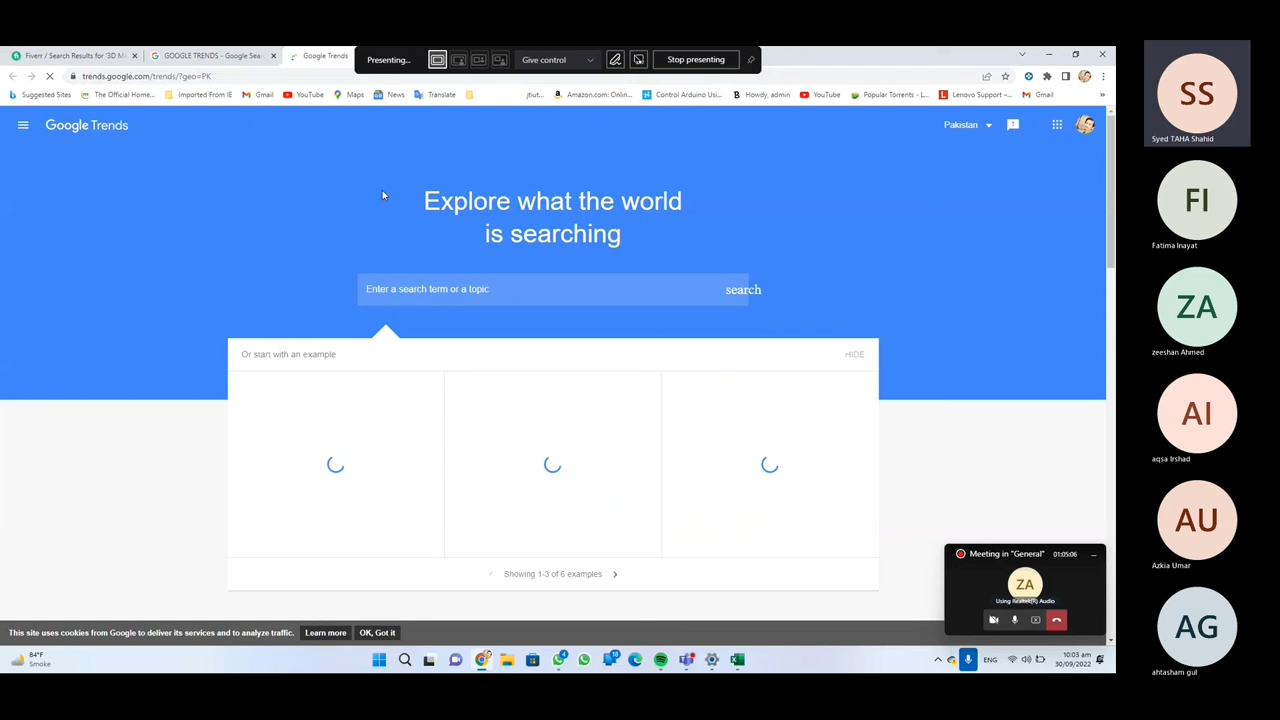 Fiverr / Search Results for '3D M
GOOGLE TRENDS - Google Sea
Google Trends
Presenting...
Give control
Stop presenting
trends.google.com/trends/?geo=PK
Suggested Sites
The Official Home...
Imported From IE
Gmail
YouTube
Maps
News
Translate
jtiut...
Amazon.com: Onlin...
Control Arduino Usin...
Howdy, admin
YouTube
Popular Torrents - L...
Lenovo Support –...
Gmail
Google Trends
Pakistan
Explore what the world
is searching
Enter a search term or a topic
search
Or start with an example
HIDE
Showing 1-3 of 6 examples
This site uses cookies from Google to deliver its services and to analyze traffic.
Learn more
OK, Got it
Meeting in "General"
01:05:06
ZA
Using Realtek(R) Audio
84°F
Smoke
ENG
10:03 am
30/09/2022
SS
Syed TAHA Shahid
FI
Fatima Inayat
ZA
zeeshan Ahmed
AI
aqsa Irshad
AU
Azkia Umar
AG
ahtasham gul